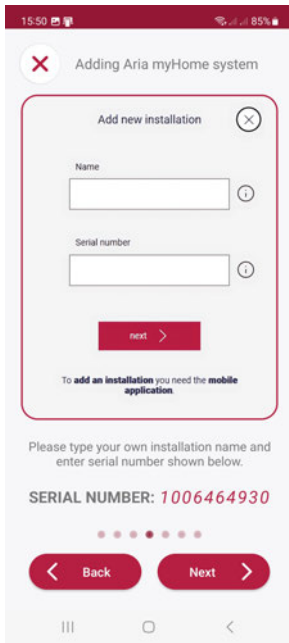 15:50 85%
Adding Aria myHome system
Add new installation
Name
Serial number
next
To add an installation you need the mobile
application.
Please type your own installation name and
enter serial number shown below.
SERIAL NUMBER: 1006464930
Back Next